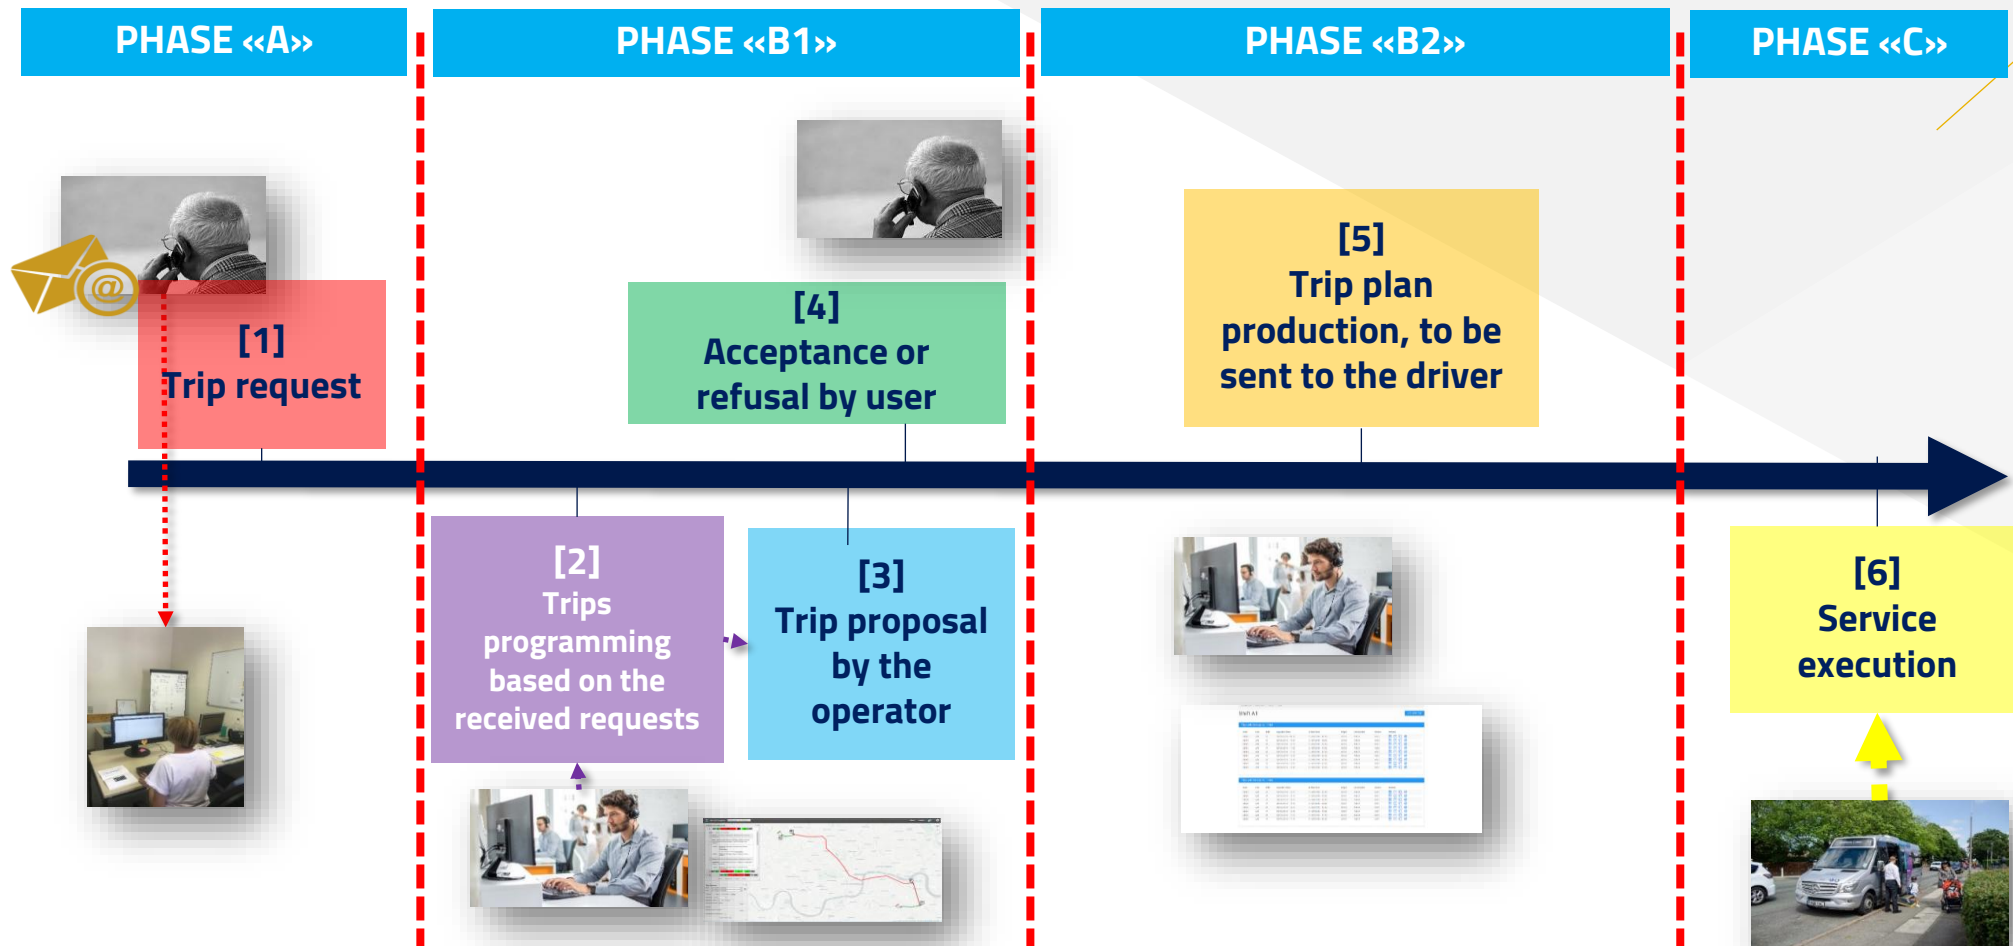 PHASE «A»
PHASE «B1»
PHASE «B2»
PHASE «C»
[1]
Trip request
[4]
Acceptance or
refusal by user
[5]
Trip plan
production, to be
sent to the driver
[2]
Trips
programming
based on the
received requests
[3]
Trip proposal
by the
operator
[6]
Service
execution
@